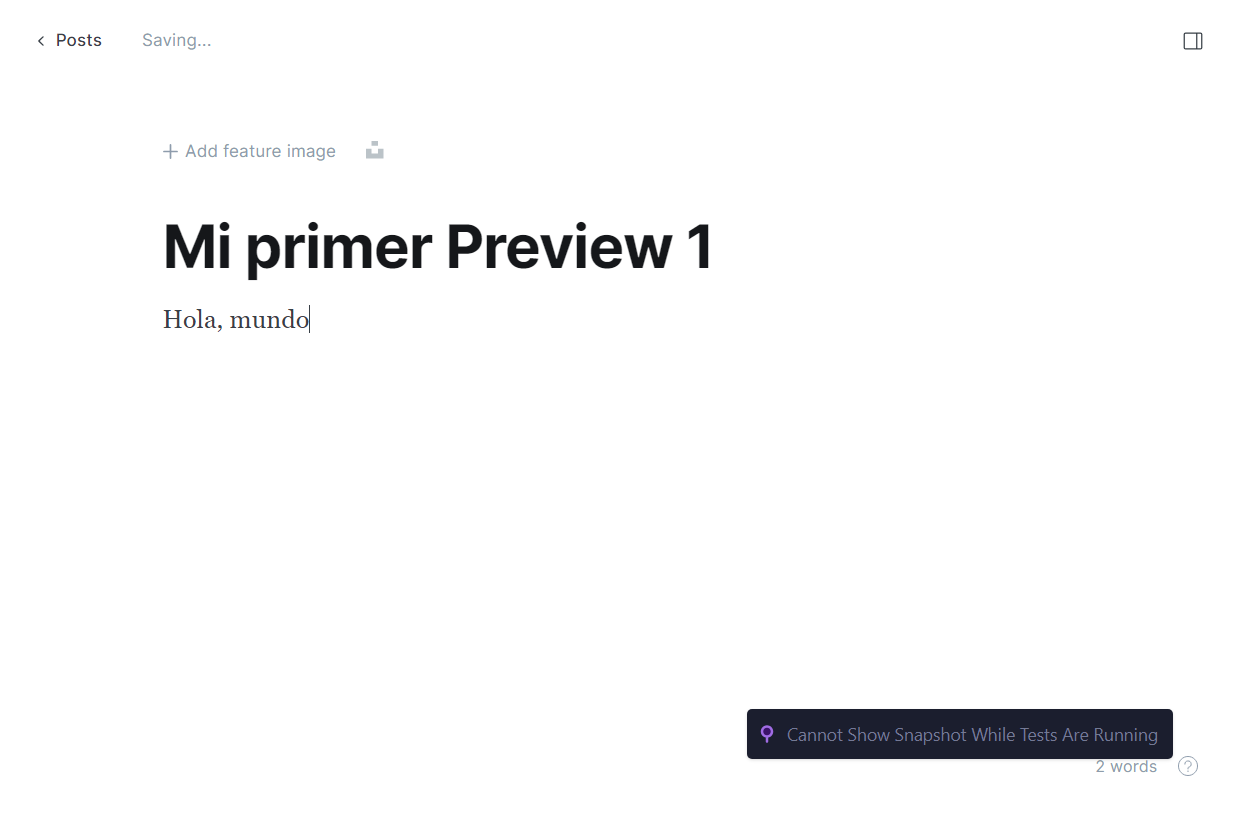 Posts Saving...
Add feature image
Mi primer Preview 1
Hola, mundo
Cannot Show Snapshot While Tests Are Running
2 words ?